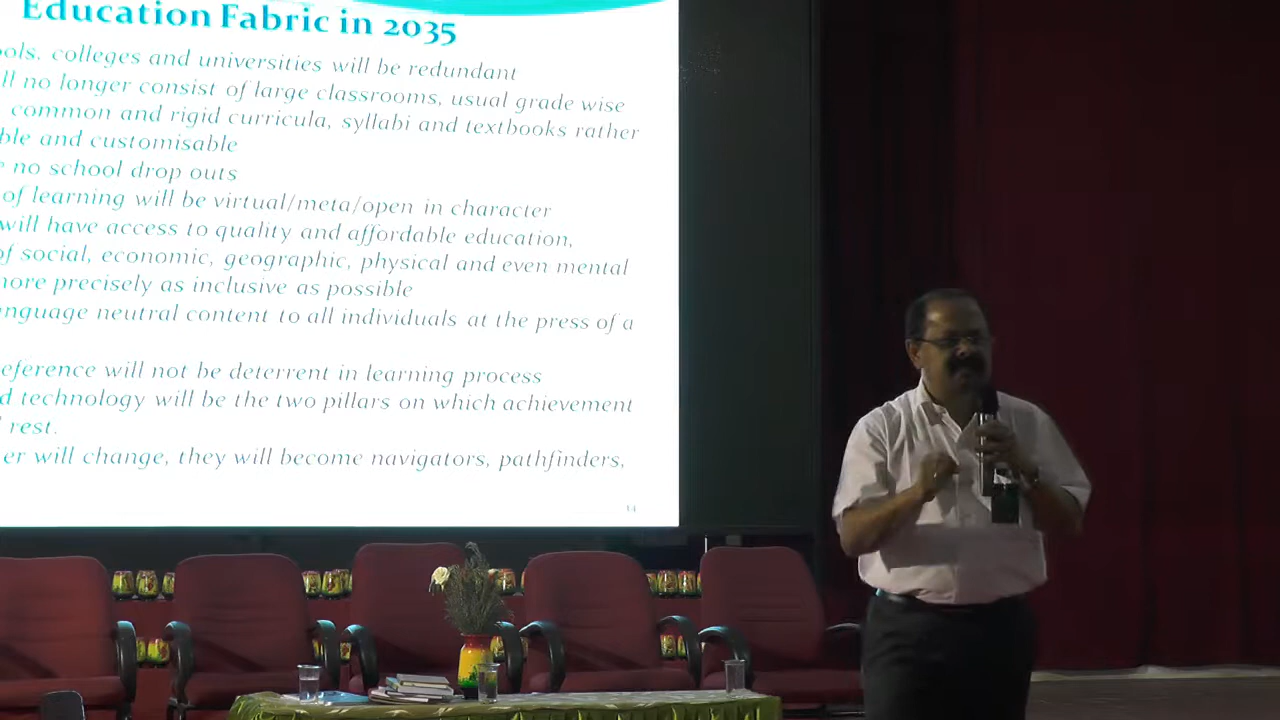 Education Fabric in 2035
ools, colleges and universities will be redundant
ll no longer consist of large classrooms, usual grade wise
common and rigid curricula, syllabi and textbooks rather
ble and customisable
e no school drop outs
of learning will be virtual/meta/open in character
will have access to quality and affordable education,
of social, economic, geographic, physical and even mental
more precisely as inclusive as possible
nguage neutral content to all individuals at the press of a
eference will not be deterrent in learning process
d technology will be the two pillars on which achievement
l rest.
er will change, they will become navigators, pathfinders,
14